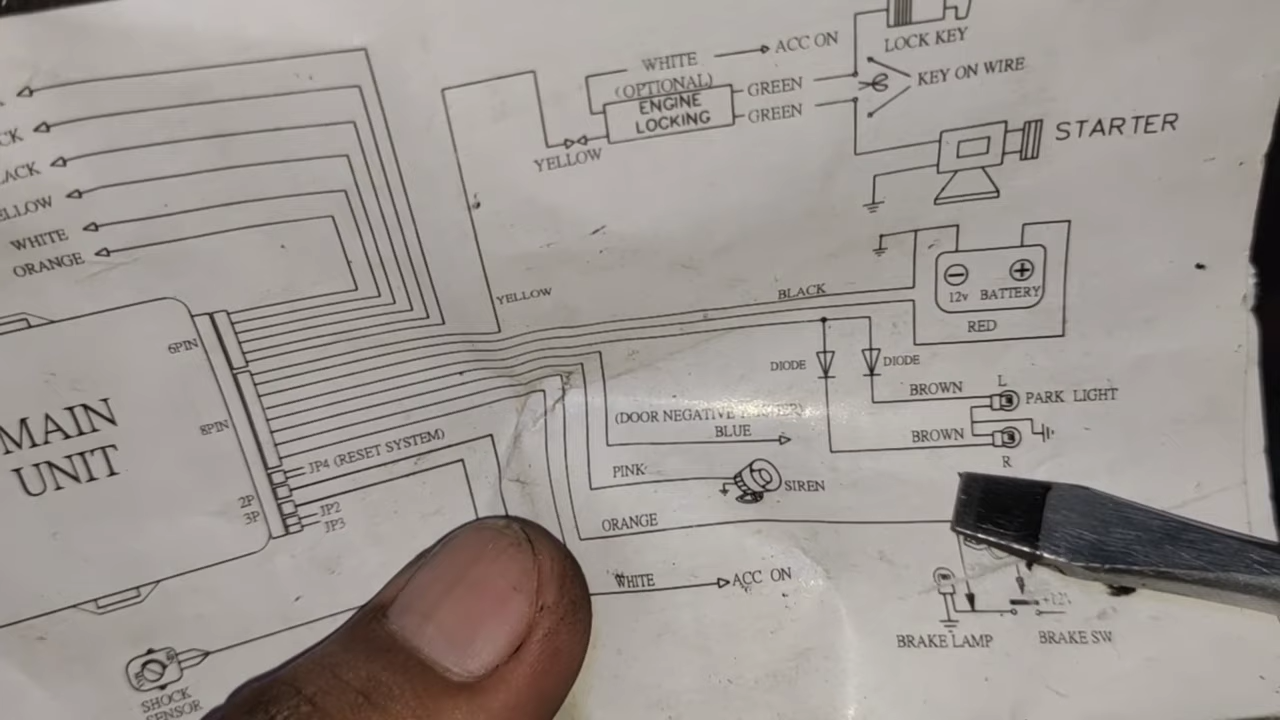 LOCK KEY
WHITE
ACC ON
(OPTIONAL)
ENGINE
LOCKING
GREEN
GREEN
KEY ON WIRE
YELLOW
STARTER
WHITE
ORANGE
YELLOW
BLACK
12v BATTERY
RED
6PIN
DIODE
DIODE
BROWN
L
PARK LIGHT
MAIN
UNIT
8PIN
(DOOR NEGATIVE
BLUE
BROWN
R
JP4 (RESET SYSTEM)
PINK
SIREN
2P
JP2
3P
JP3
ORANGE
WHITE
ACC ON
BRAKE LAMP
BRAKE SW
SHOCK